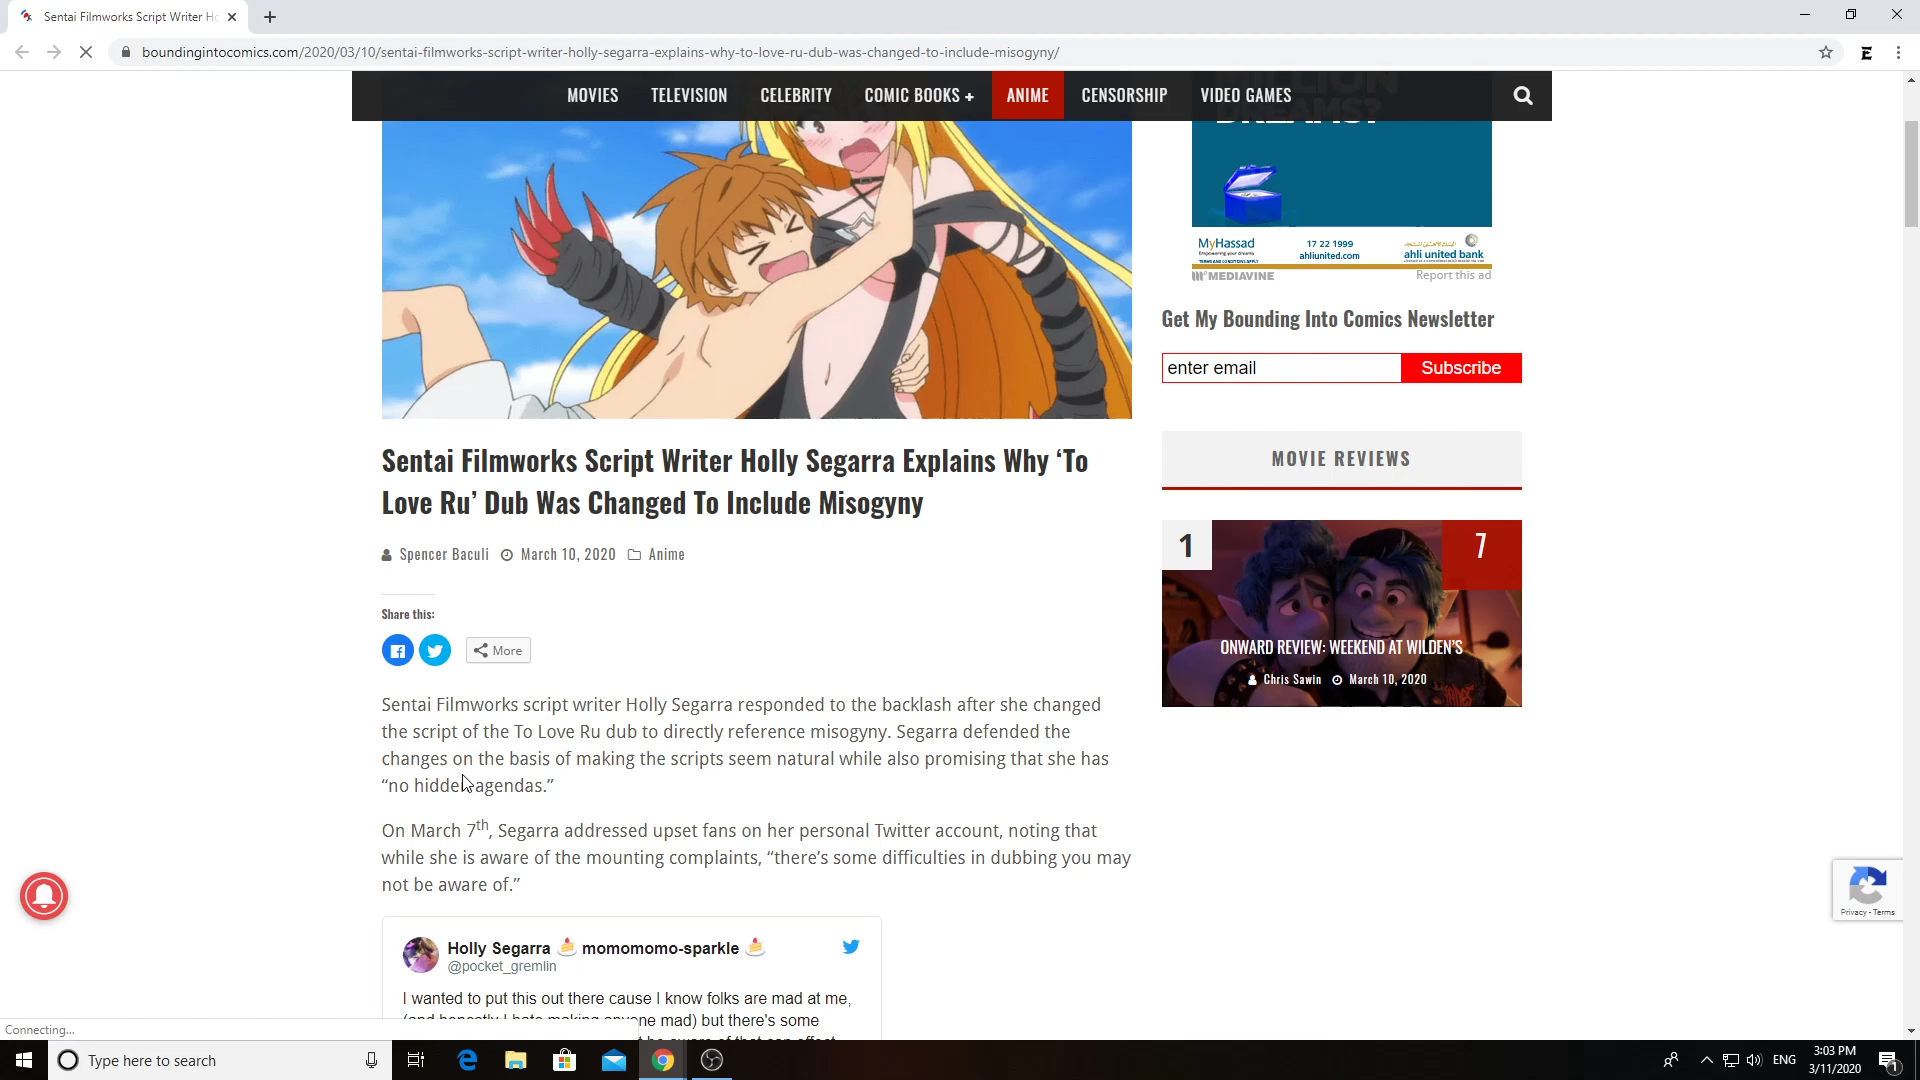 Sentai Filmworks Script Writer Ho
boundingintocomics.com/2020/03/10/sentai-filmworks-script-writer-holly-segarra-explains-why-to-love-ru-dub-was-changed-to-include-misogyny/
MOVIES TELEVISION CELEBRITY COMIC BOOKS + ANIME CENSORSHIP VIDEO GAMES
MILLION
DREAMS?
MyHassad
Empowering your dreams
TERMS AND CONDITIONS APPLY
17 22 1999
ahliunited.com
ahli united bank
MEDIAVINE
Report this ad
Get My Bounding Into Comics Newsletter
enter email Subscribe
Sentai Filmworks Script Writer Holly Segarra Explains Why ‘To
Love Ru’ Dub Was Changed To Include Misogyny
Spencer Baculi March 10, 2020 Anime
Share this:
More
MOVIE REVIEWS
1
7
ONWARD REVIEW: WEEKEND AT WILDEN'S
Chris Sawin March 10, 2020
Sentai Filmworks script writer Holly Segarra responded to the backlash after she changed
the script of the To Love Ru dub to directly reference misogyny. Segarra defended the
changes on the basis of making the scripts seem natural while also promising that she has
“no hidden agendas.”
On March 7th, Segarra addressed upset fans on her personal Twitter account, noting that
while she is aware of the mounting complaints, “there’s some difficulties in dubbing you may
not be aware of.”
Holly Segarra 🍰 momomomo-sparkle 🍰
@pocket_gremlin
I wanted to put this out there cause I know folks are mad at me,
(and honestly I hate making anyone mad) but there's some
Privacy - Terms
Connecting...
Type here to search
ENG
3:03 PM
3/11/2020
1